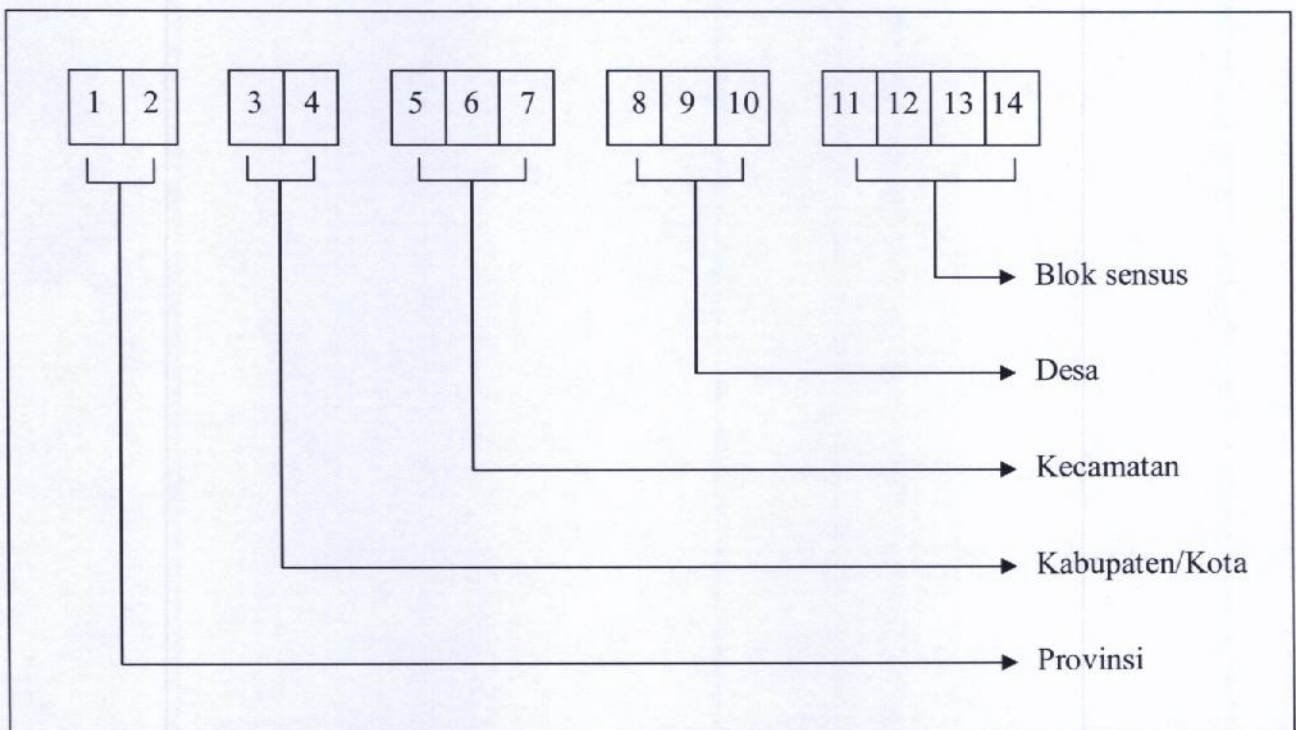 1 2 3 4 5 6 7 8 9 10 11 12 13 14
Blok sensus
Desa
Kecamatan
Kabupaten/Kota
Provinsi